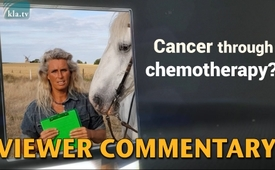 kla.tv
Cancer through
chemotherapy?
VIEWER COMMENTARY